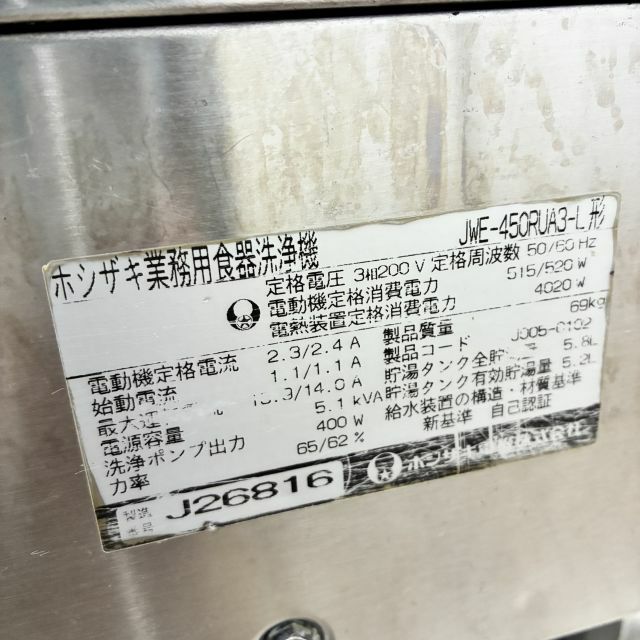 ホシザキ業務用食器洗浄機
JWE-450RUA3-L形
定格電圧 3相200V 定格周波数 50/60 Hz
電動機定格消費電力 515/520W
電熱装置定格消費電力 4020W
電動機定格電流 2.3/2.4 A
製品質量 69kg
始動電流 1.1/1.1 A
製品コード J005-0102
最大 A
貯湯タンク全 5.8L
電源容量 5.1 kVA
貯湯タンク有効貯湯量 5.2L
洗浄ポンプ出力 400 W
給水装置の構造・材質基準
力率 65/62 %
新基準 自己認証
製造 J26816